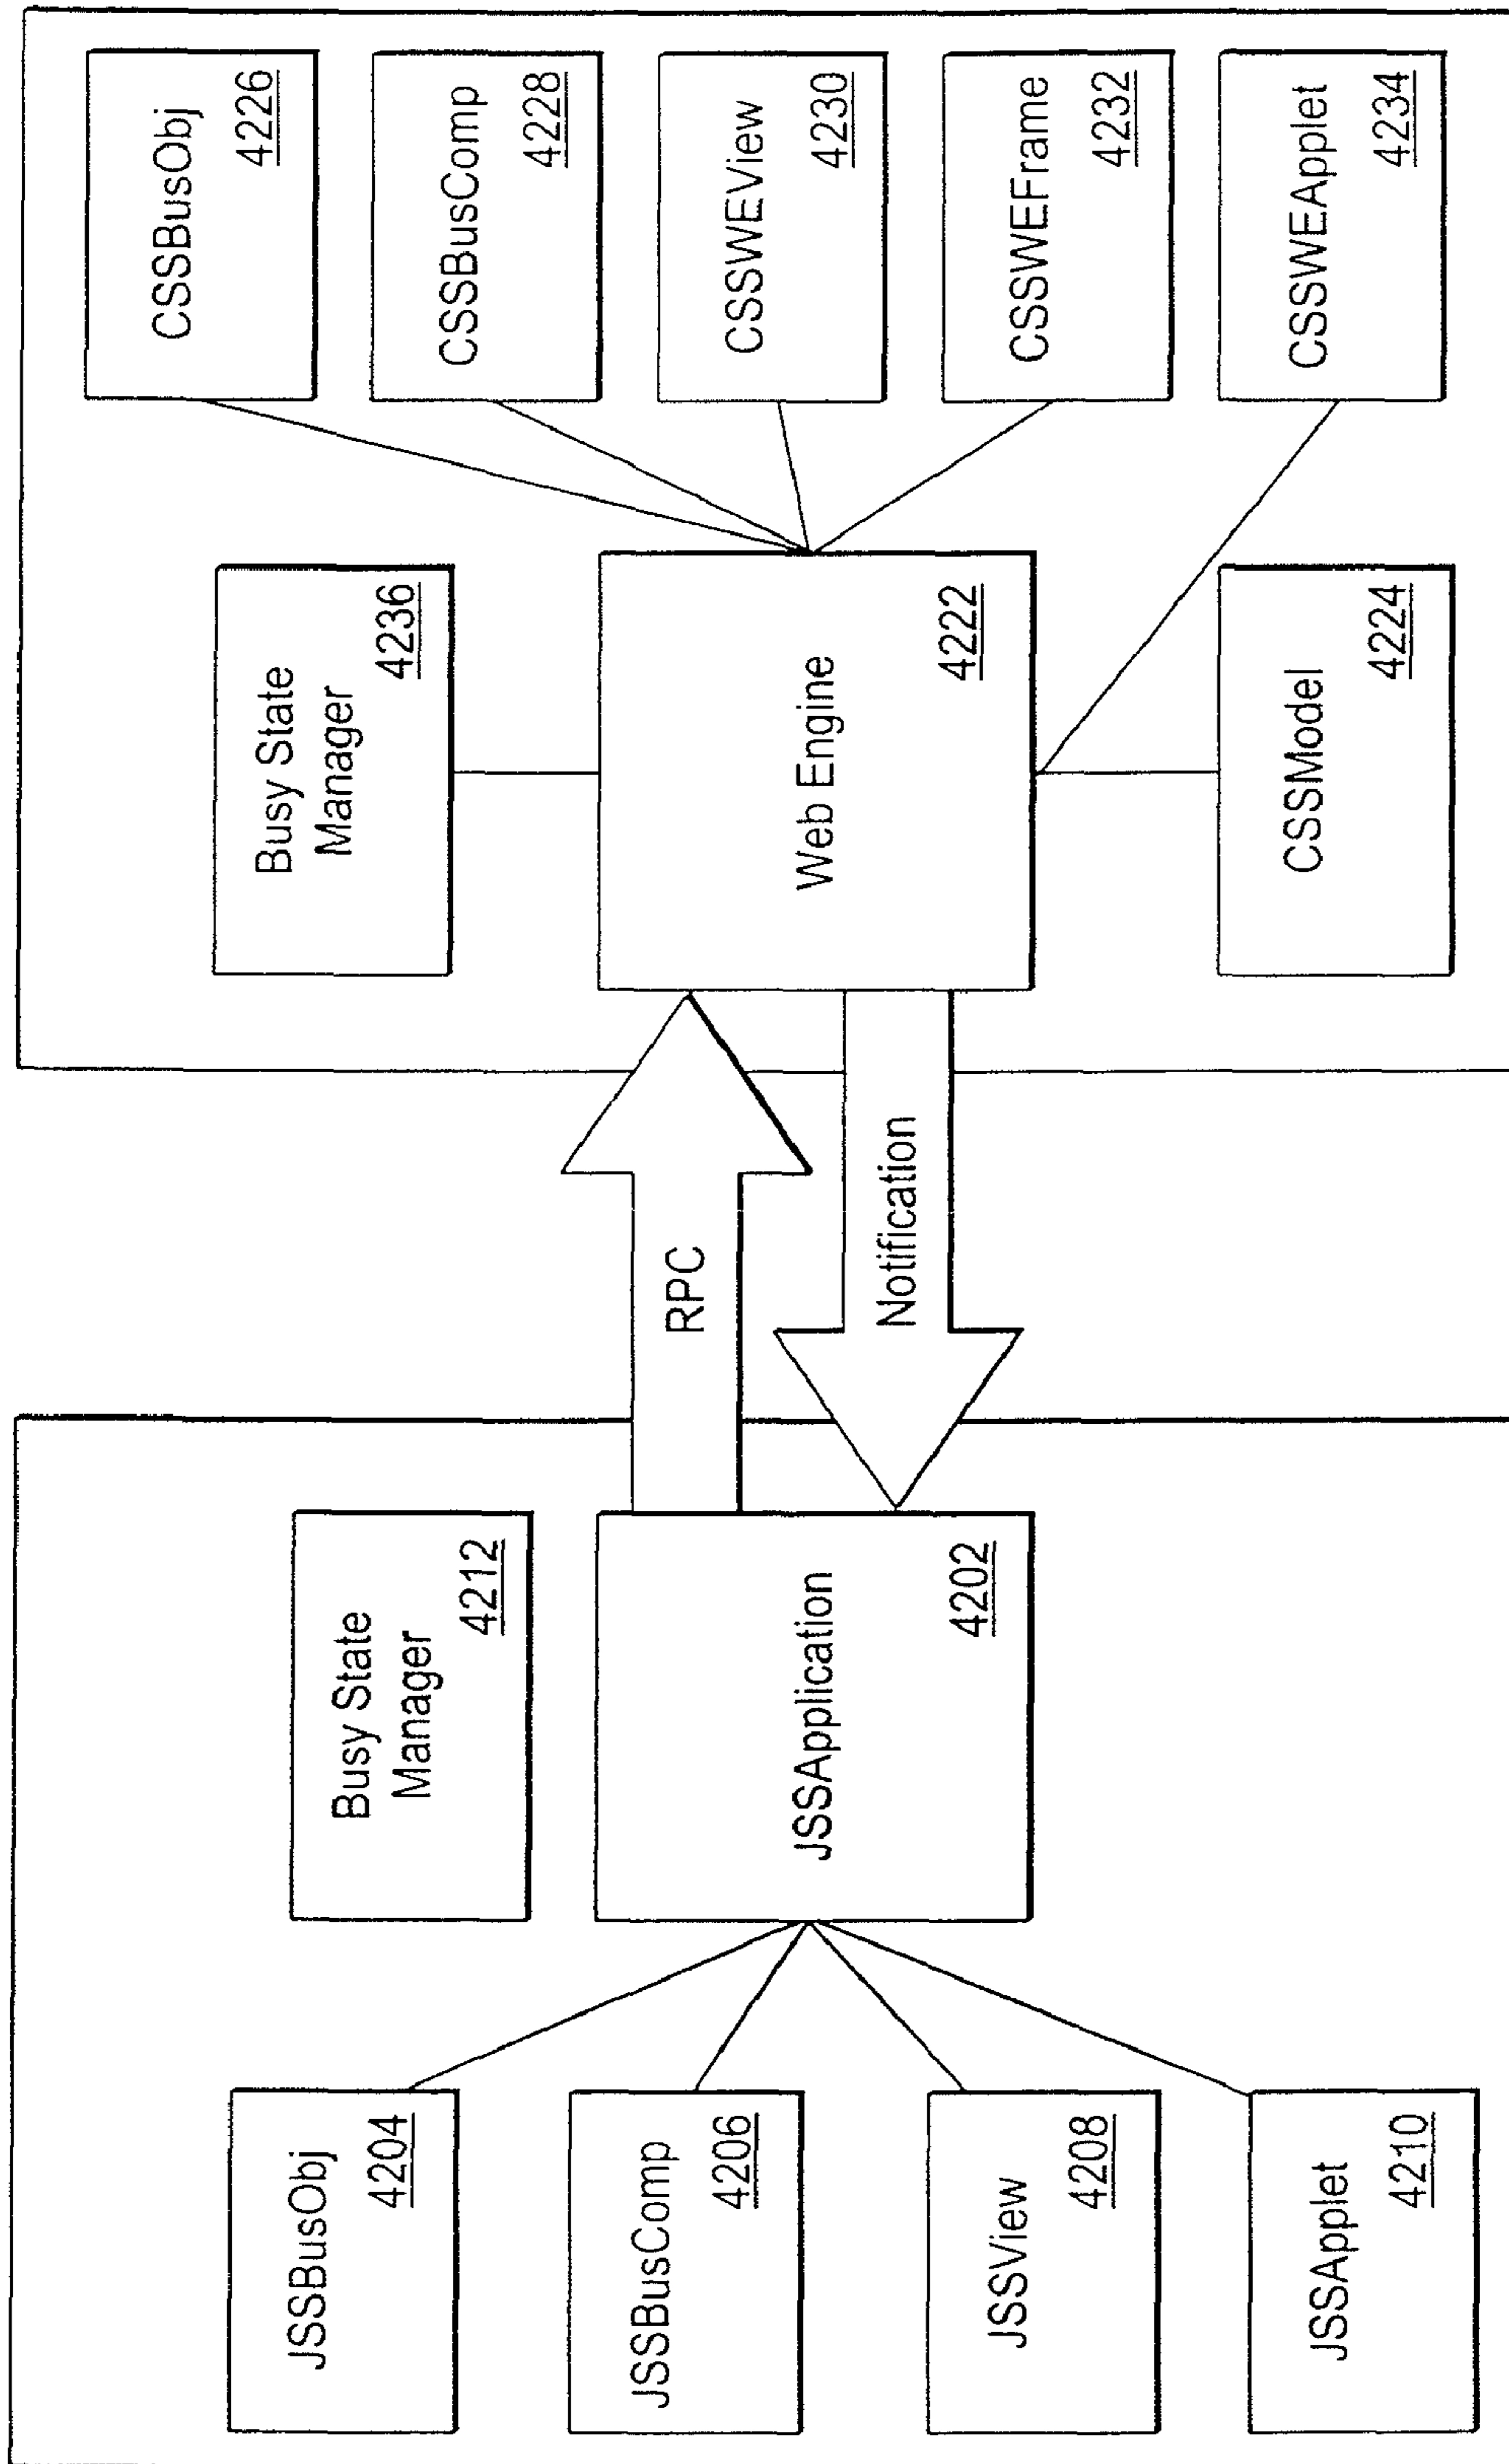 JSSBusObj
4204
JSSBusComp
4206
JSSView
4208
JSSApplet
4210
Busy State
Manager
4212
JSSApplication
4202
RPC
Notification
Busy State
Manager
4236
Web Engine
4222
CSSModel
4224
CSSBusObj
4226
CSSBusComp
4228
CSSWEView
4230
CSSWEFrame
4232
CSSWEApplet
4234